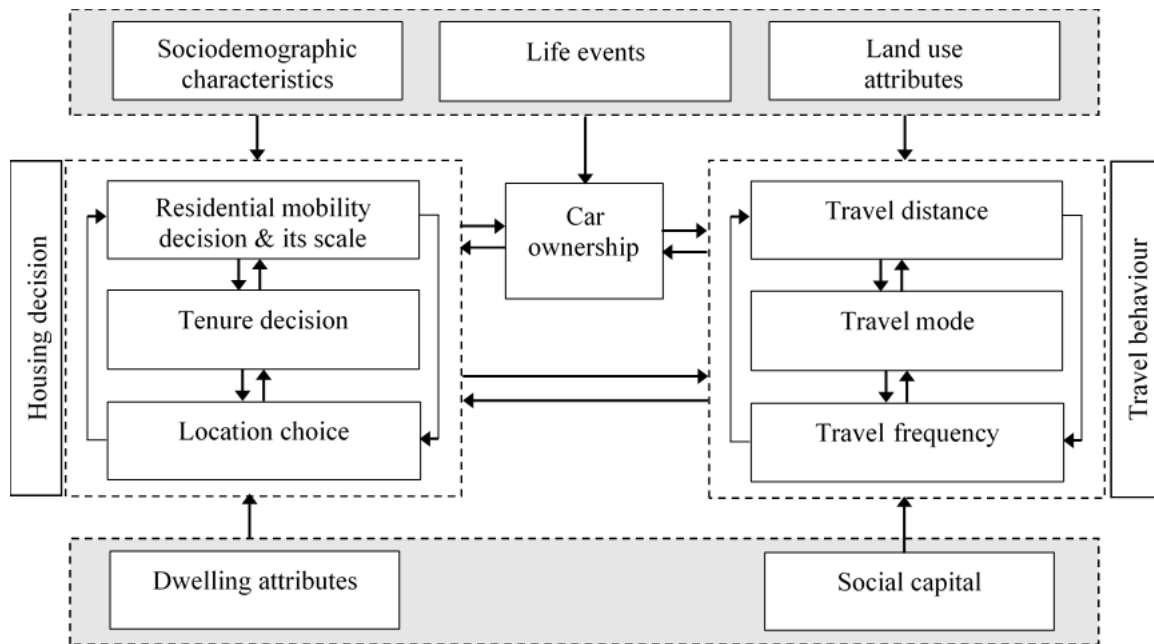 Sociodemographic
characteristics
Life events
Land use
attributes
Housing decision
Residential mobility
decision & its scale
Tenure decision
Location choice
Car
ownership
Travel distance
Travel mode
Travel frequency
Travel behaviour
Dwelling attributes
Social capital